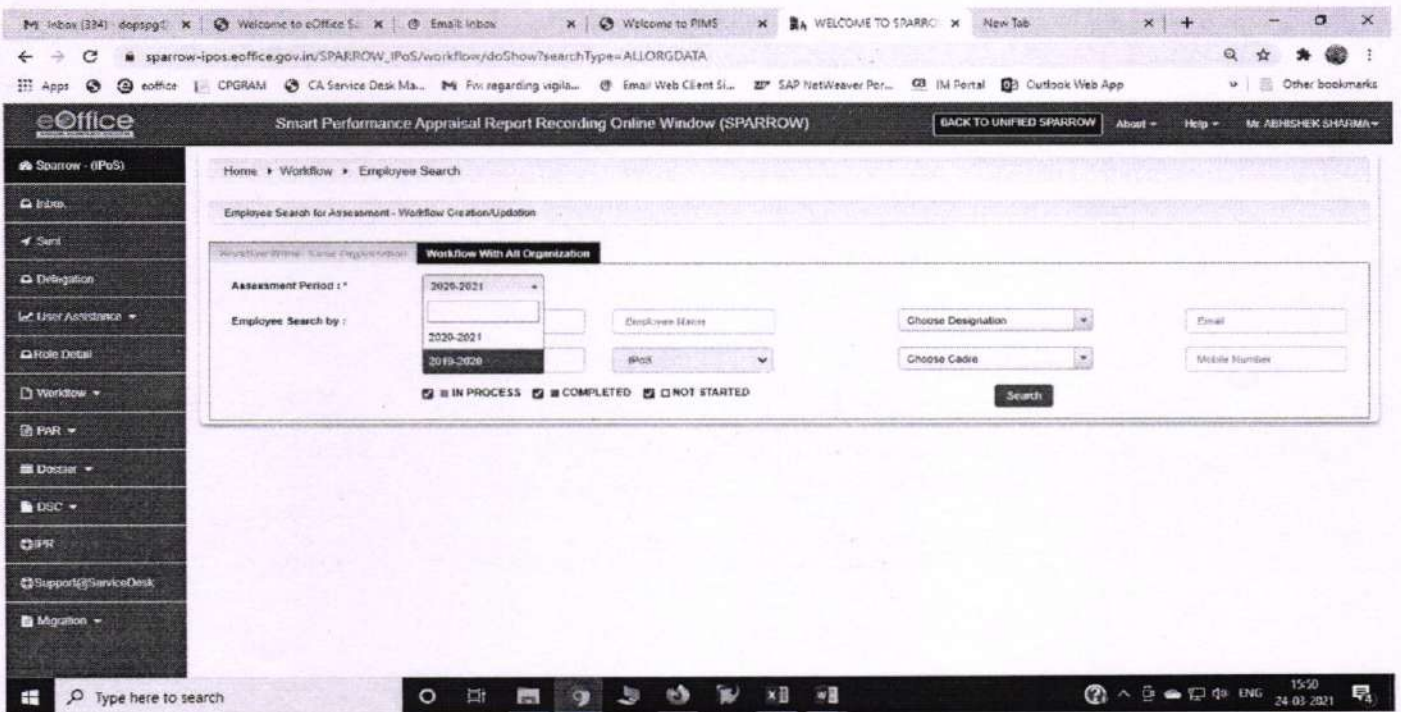 Inbox (334) - dopspg
Welcome to eOffice S
Email: Inbox
Welcome to PIMS
WELCOME TO SPARRO
New Tab
sparrow-ipos.eoffice.gov.in/SPARROW_IPoS/workflow/doShow?searchType=ALLORGDATA
Apps eoffice CPGRAM CA Service Desk Ma... Fw: regarding vigila... Email Web Client Si... SAP NetWeaver Por... IM Portal Outlook Web App » Other bookmarks
eOffice Smart Performance Appraisal Report Recording Online Window (SPARROW) BACK TO UNIFIED SPARROW About Help Mr. ABHISHEK SHARMA
Sparrow - (IPoS)
Home Workflow Employee Search
Inbox
Employee Search for Assessment - Workflow Creation/Updation
Sent
Workflow With All Organization
Delegation
Assessment Period : * 2020-2021
User Assistance
Employee Search by : Employee Name Choose Designation Email
2020-2021
Role Detail
2019-2020 IPoS Choose Cadre Mobile Number
Workflow
IN PROCESS COMPLETED NOT STARTED Search
PAR
Dossier
DSC
IPR
Support@ServiceDesk
Migration
Type here to search
ENG 15:50
24-03-2021